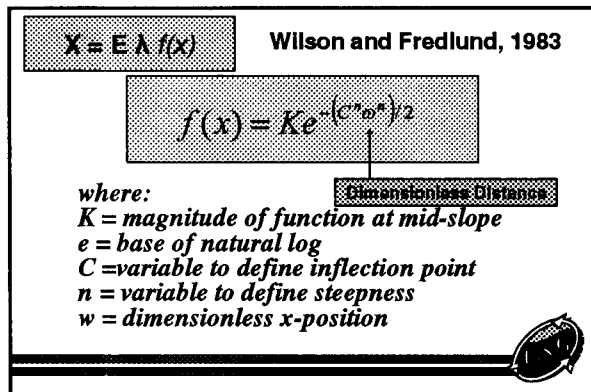 X = E λ f(x)
Wilson and Fredlund, 1983
f(x) = Ke^{-(C^n ω^n)/2}
Dimensionless Distance
where:
K = magnitude of function at mid-slope
e = base of natural log
C =variable to define inflection point
n = variable to define steepness
w = dimensionless x-position